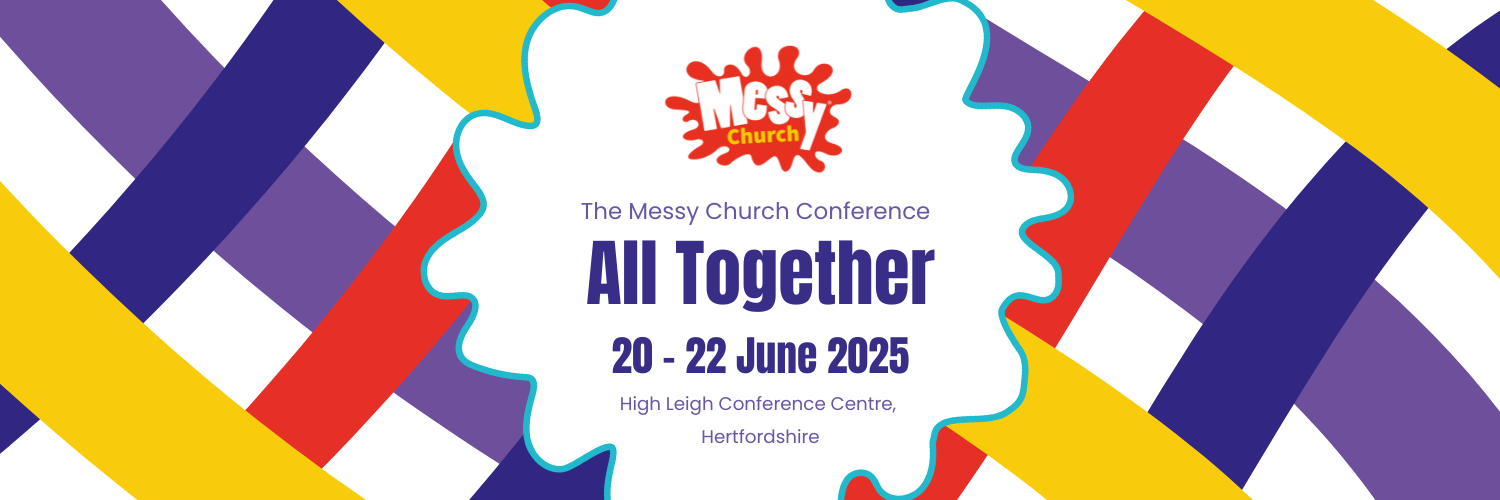 Messy
Church
The Messy Church Conference
All Together
20 - 22 June 2025
High Leigh Conference Centre,
Hertfordshire